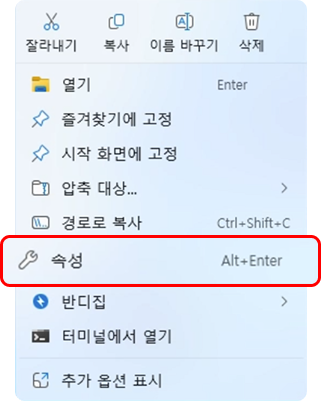 잘라내기 복사 이름 바꾸기 삭제
열기 Enter
즐겨찾기에 고정
시작 화면에 고정
압축 대상...
경로로 복사 Ctrl+Shift+C
속성 Alt+Enter
반디집
터미널에서 열기
추가 옵션 표시